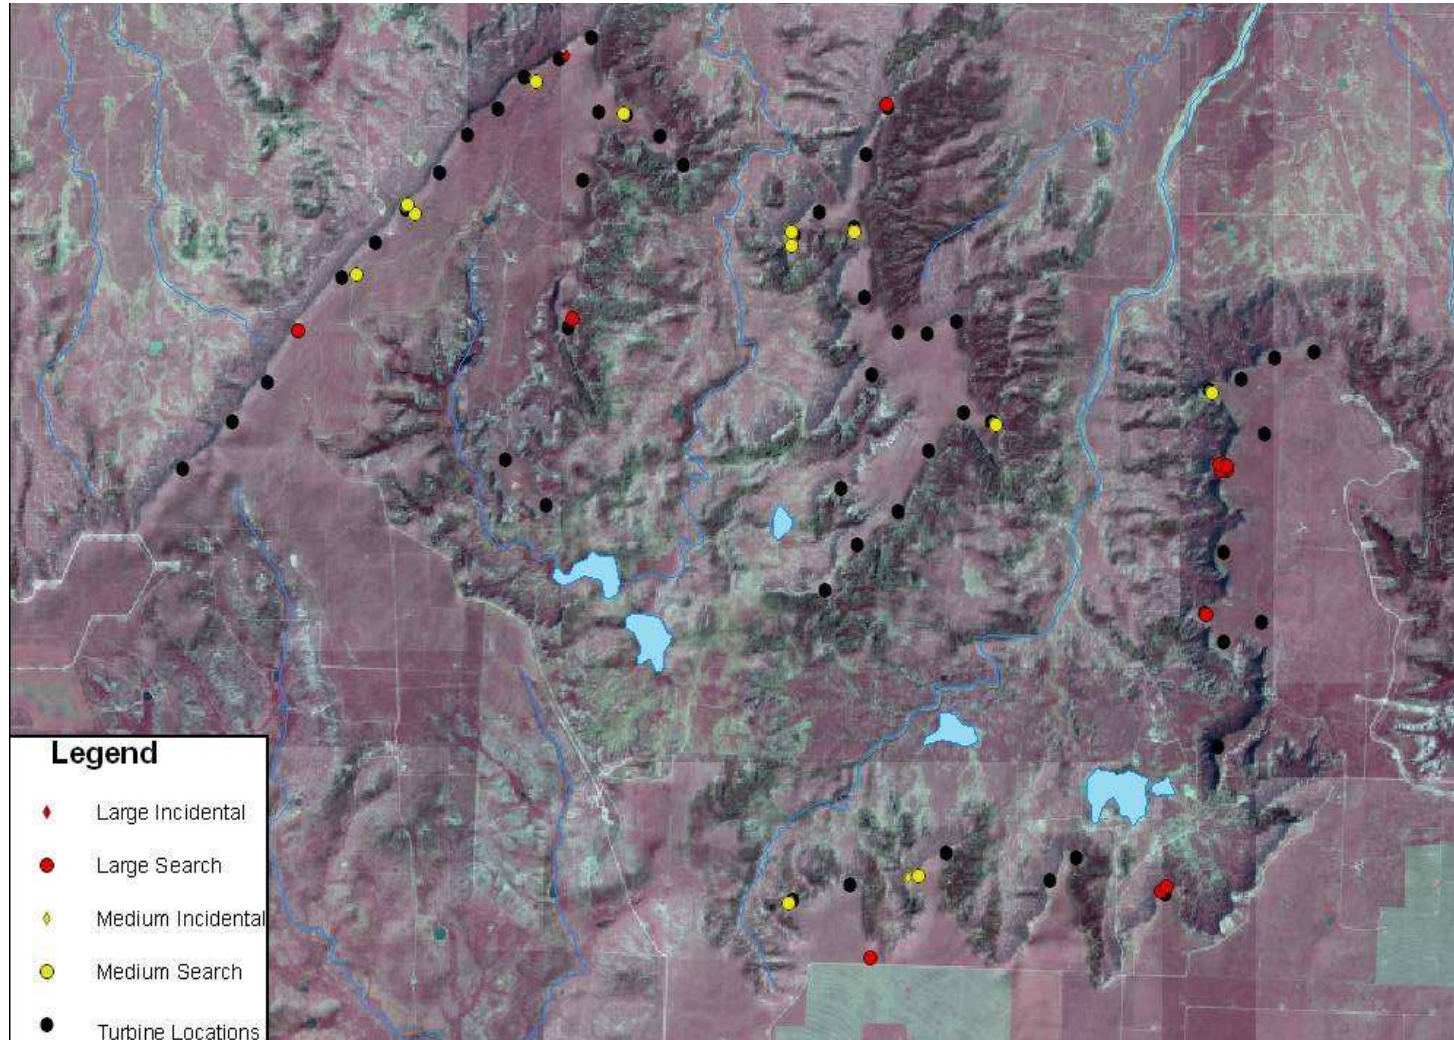 Legend
Large Incidental
Large Search
Medium Incidental
Medium Search
Turbine Locations